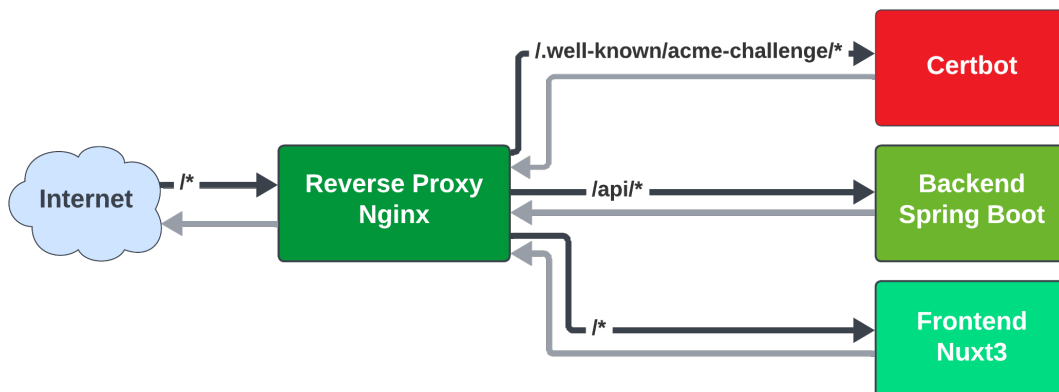 /.well-known/acme-challenge/*
Certbot
Internet
/*
Reverse Proxy
Nginx
/api/*
Backend
Spring Boot
/*
Frontend
Nuxt3